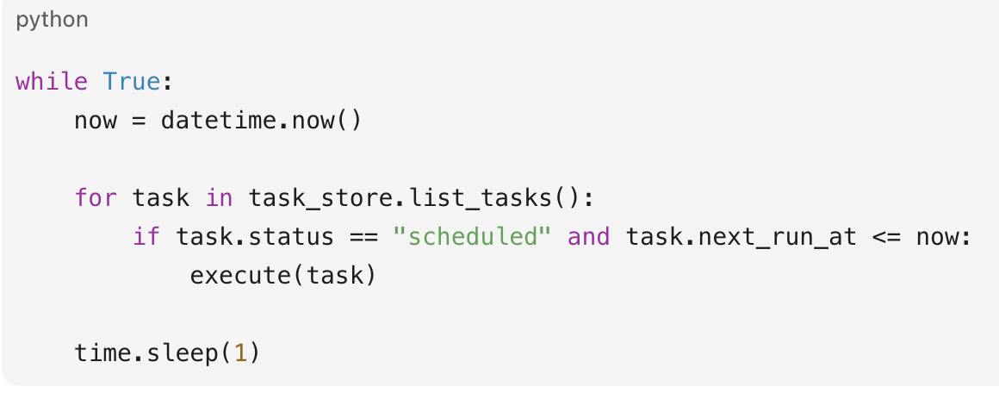 python
while True:
    now = datetime.now()
    for task in task_store.list_tasks():
        if task.status == "scheduled" and task.next_run_at <= now:
            execute(task)
    time.sleep(1)